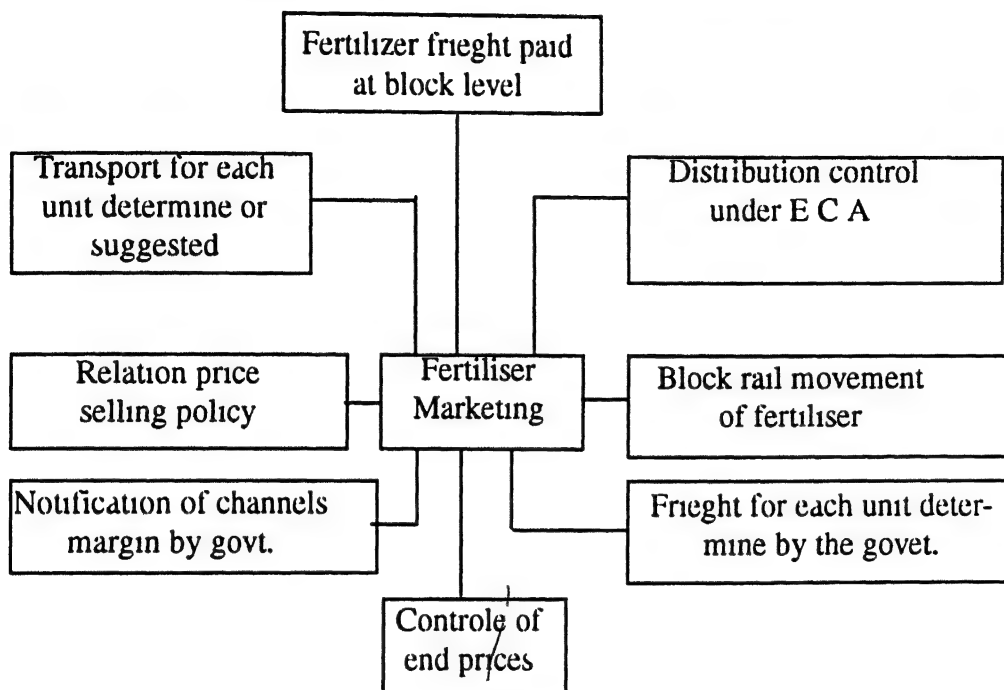 Fertilizer frieght paid
at block level
Transport for each
unit determine or
suggested
Distribution control
under E C A
Relation price
selling policy
Fertiliser
Marketing
Block rail movement
of fertiliser
Notification of channels
margin by govt.
Frieght for each unit deter-
mine by the govet.
Controle of
end prices